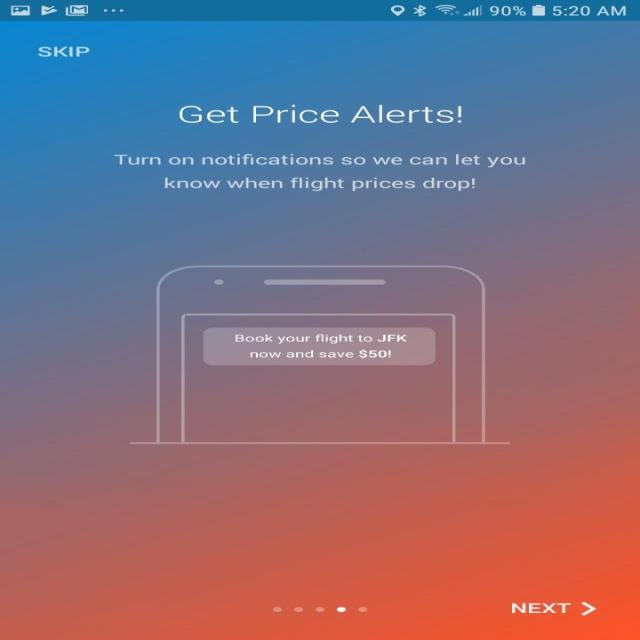 90% 5:20 AM
SKIP
Get Price Alerts!
Turn on notifications so we can let you
know when flight prices drop!
Book your flight to JFK
now and save $50!
NEXT